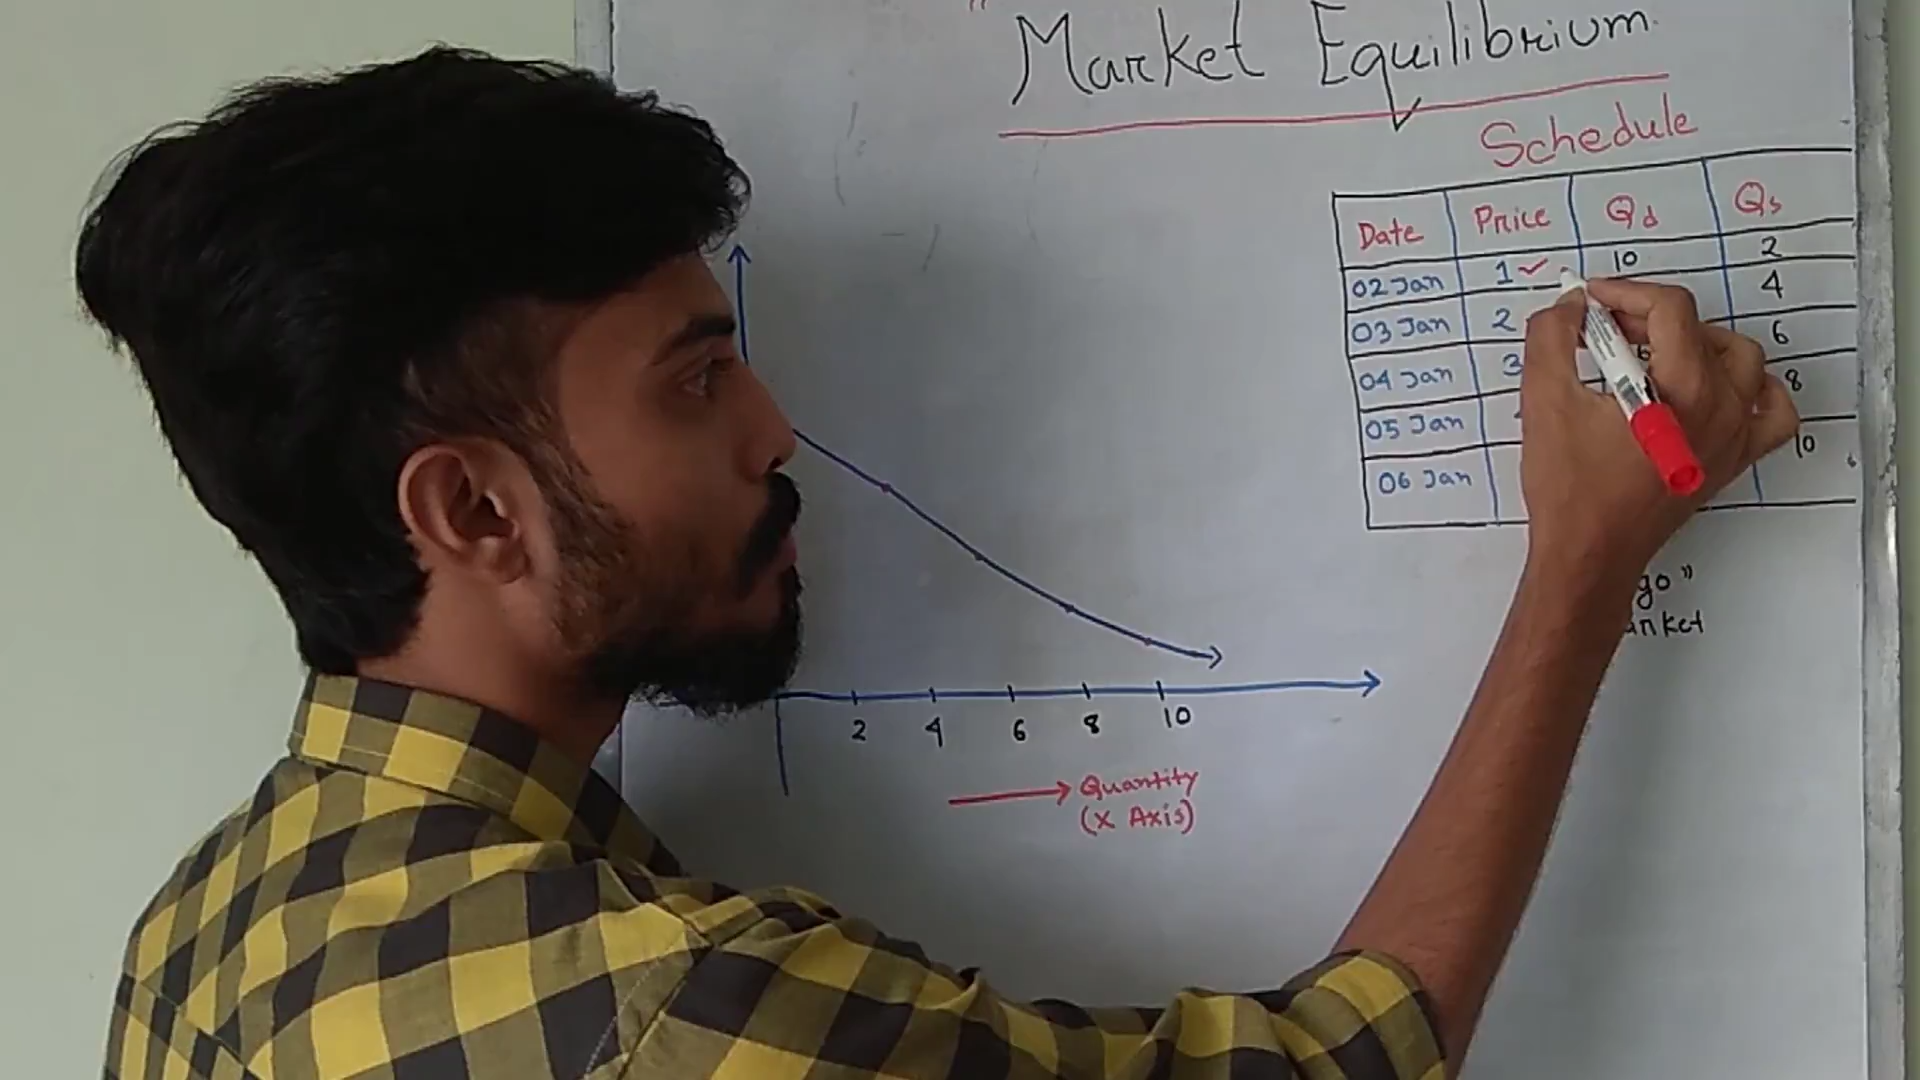 Market Equilibrium
Schedule
Date Price Qd Qs
02 Jan 1 ✓ 10 2
03 Jan 2 4
04 Jan 3 6 6
05 Jan 8
06 Jan 10
2 4 6 8 10
Quantity
(X Axis)